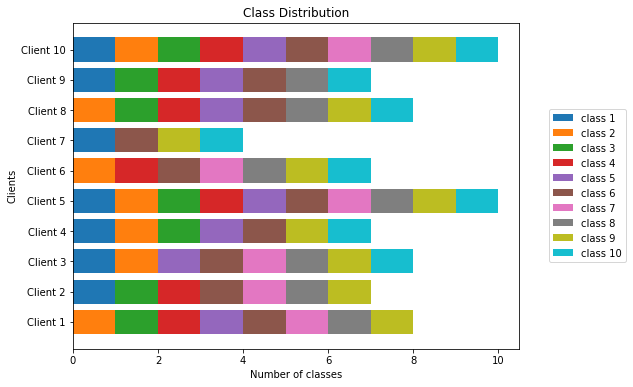 Class Distribution
Client 10
Client 9
Client 8
Client 7
Client 6
Client 5
Client 4
Client 3
Client 2
Client 1
Clients
0 2 4 6 8 10
Number of classes
class 1
class 2
class 3
class 4
class 5
class 6
class 7
class 8
class 9
class 10